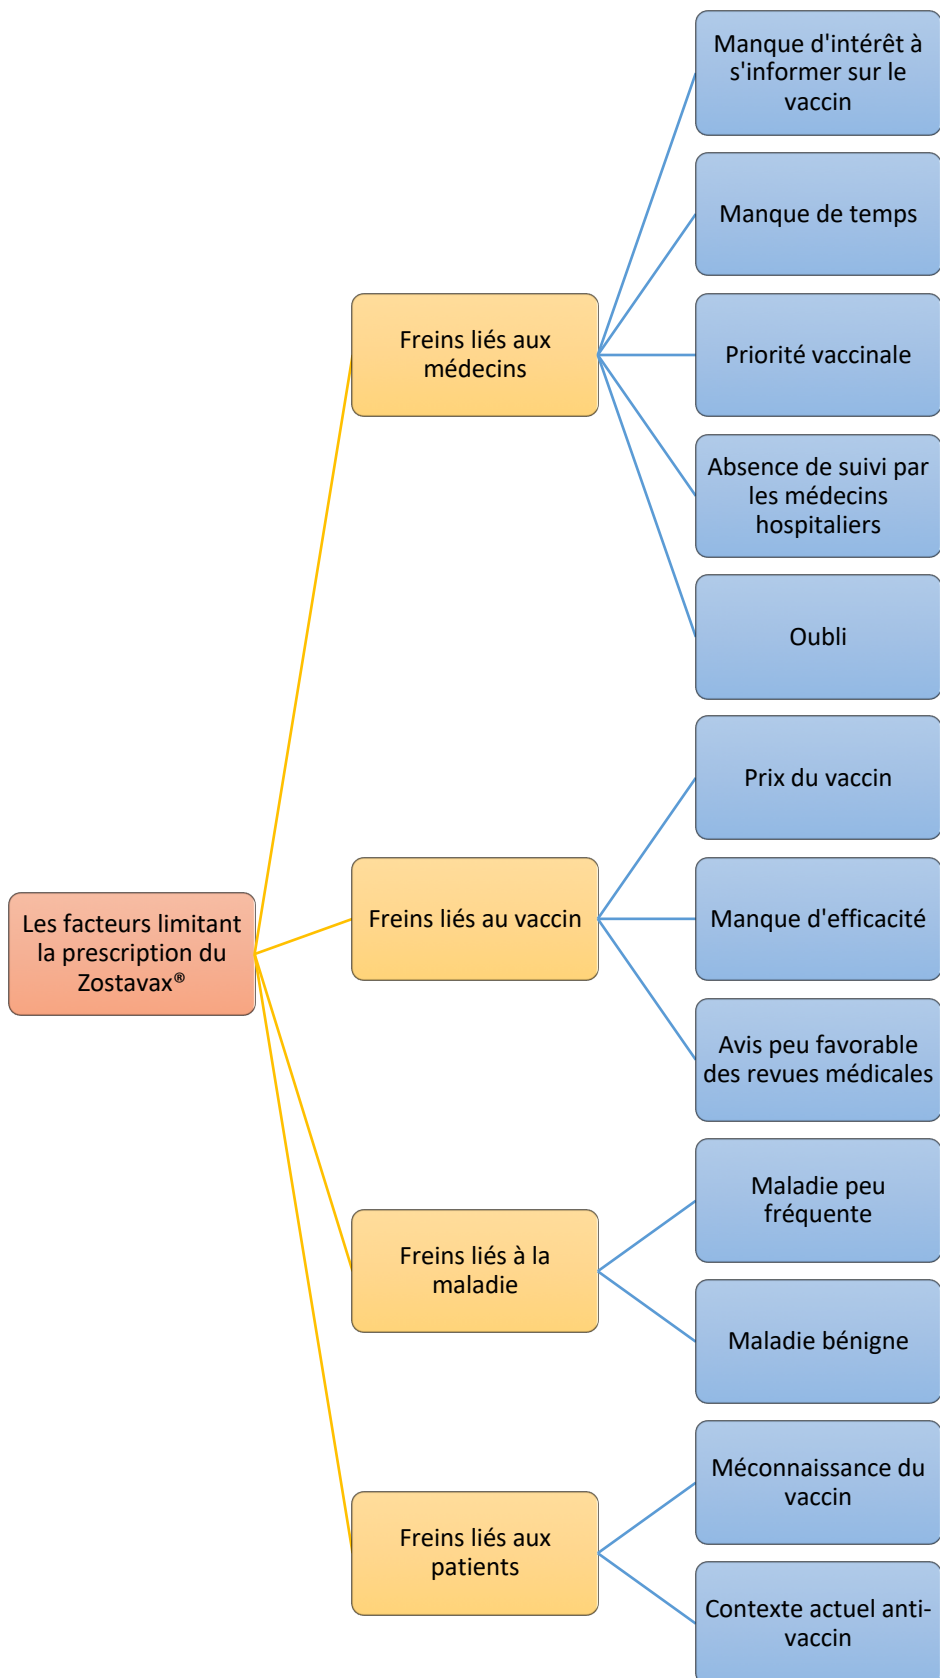 Manque d'intérêt à
s'informer sur le
vaccin
Manque de temps
Freins liés aux
médecins
Priorité vaccinale
Absence de suivi par
les médecins
hospitaliers
Oubli
Prix du vaccin
Les facteurs limitant
la prescription du
Zostavax®
Freins liés au vaccin
Manque d'efficacité
Avis peu favorable
des revues médicales
Maladie peu
fréquente
Freins liés à la
maladie
Maladie bénigne
Méconnaissance du
vaccin
Freins liés aux
patients
Contexte actuel anti-
vaccin